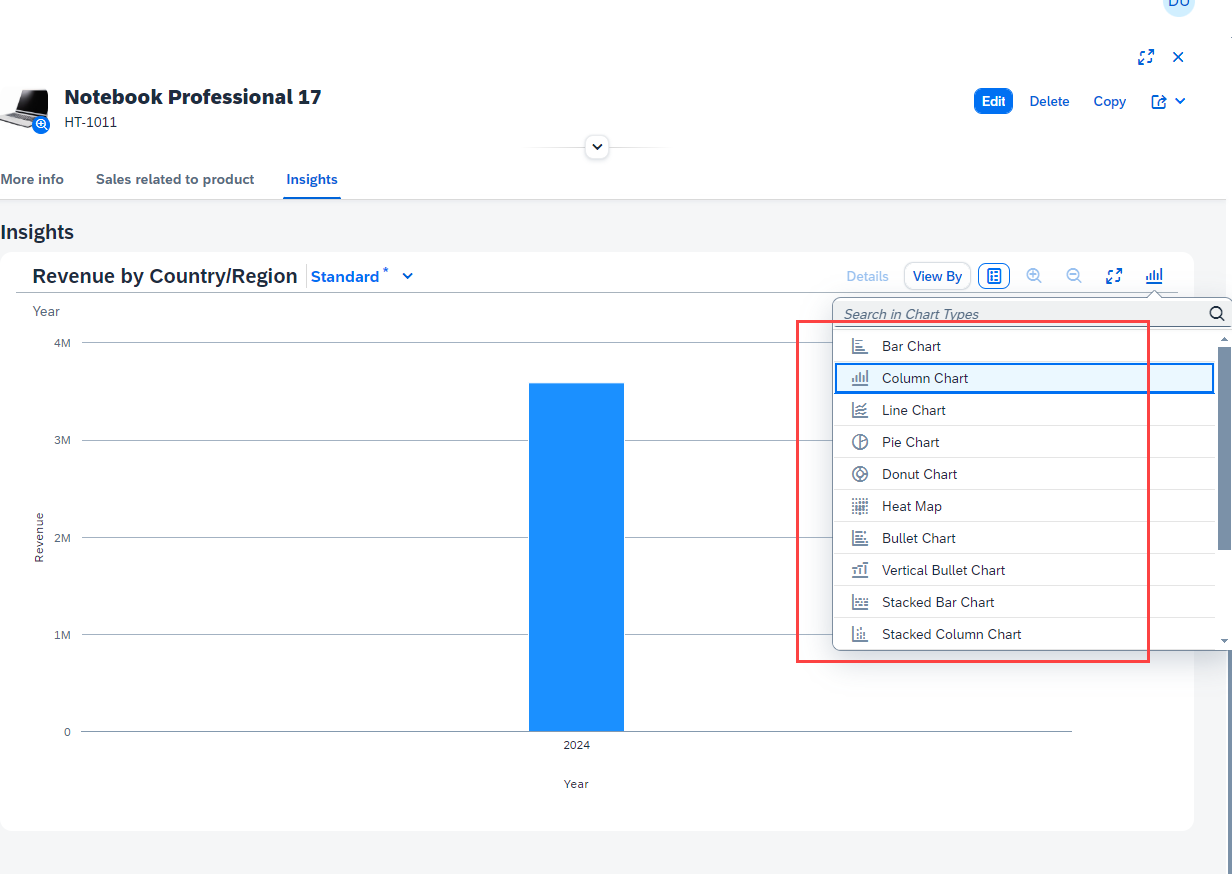 DU
Notebook Professional 17
HT-1011
Edit Delete Copy
More info Sales related to product Insights
Insights
Revenue by Country/Region Standard * Details View By
Year
Search in Chart Types
Bar Chart
Column Chart
Line Chart
Pie Chart
Donut Chart
Heat Map
Bullet Chart
Vertical Bullet Chart
Stacked Bar Chart
Stacked Column Chart
4M
3M
2M
1M
0
Revenue
2024
Year